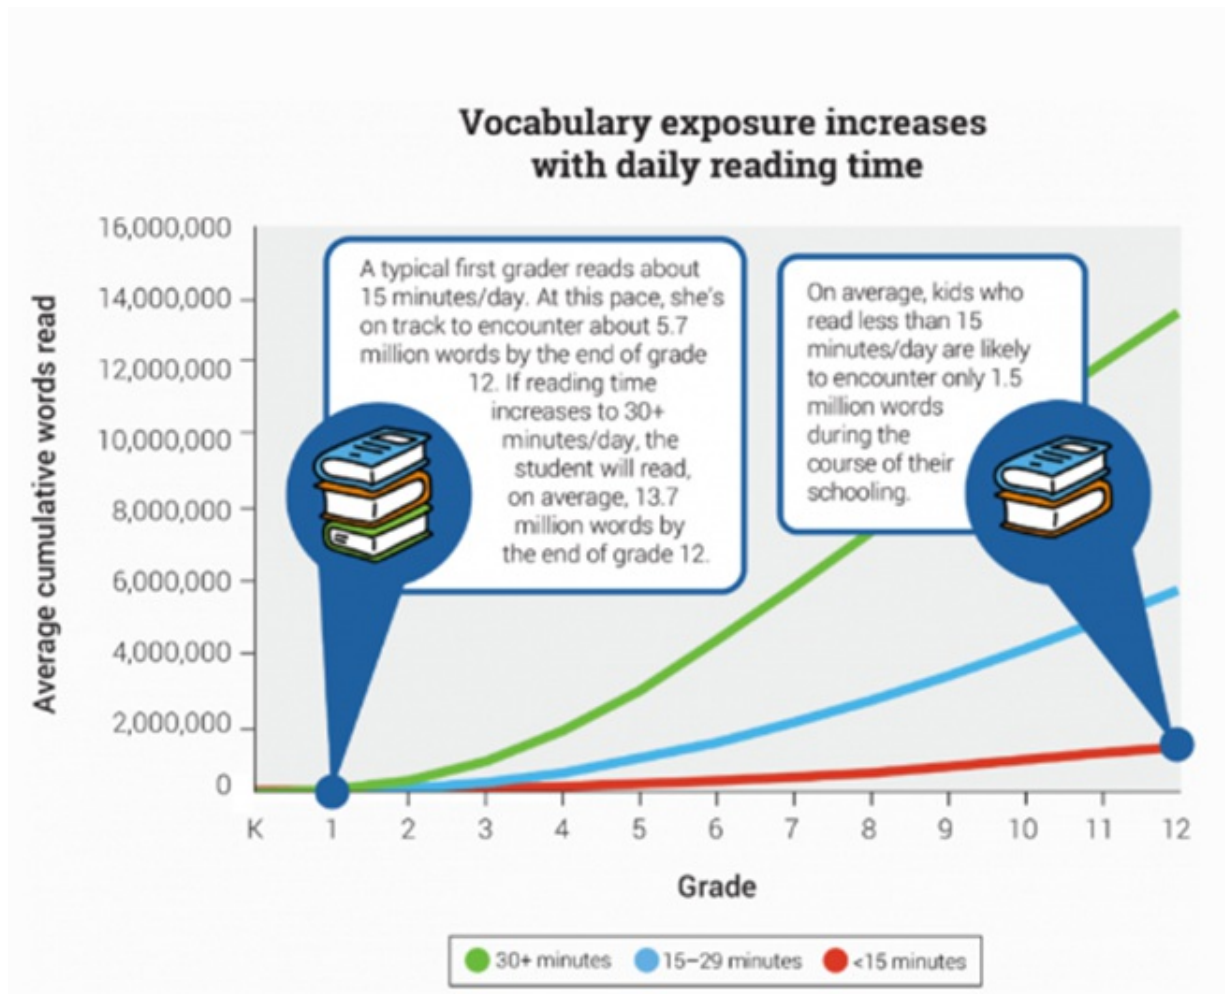 Vocabulary exposure increases
with daily reading time
Average cumulative words read
16,000,000
14,000,000
12,000,000
10,000,000
8,000,000
6,000,000
4,000,000
2,000,000
0
A typical first grader reads about
15 minutes/day. At this pace, she's
on track to encounter about 5.7
million words by the end of grade
12. If reading time
increases to 30+
minutes/day, the
student will read,
on average, 13.7
million words by
the end of grade 12.
On average, kids who
read less than 15
minutes/day are likely
to encounter only 1.5
million words
during the
course of their
schooling.
K 1 2 3 4 5 6 7 8 9 10 11 12
Grade
30+ minutes 15–29 minutes <15 minutes